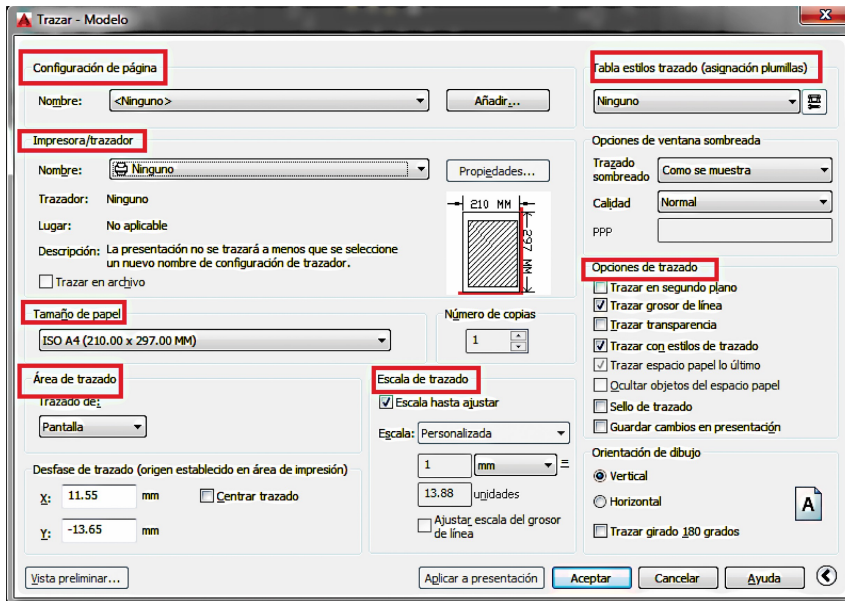 Trazar - Modelo
Configuración de página
Nombre: <Ninguno> Añadir...
Impresora/trazador
Nombre: Ninguno Propiedades...
Trazador: Ninguno
Lugar: No aplicable
Descripción: La presentación no se trazará a menos que se seleccione
un nuevo nombre de configuración de trazador.
Trazar en archivo
210 MM
297 MM
Tamaño de papel
ISO A4 (210.00 x 297.00 MM)
Número de copias
1
Área de trazado
Trazado de:
Pantalla
Escala de trazado
Escala hasta ajustar
Escala: Personalizada
1 mm =
13.88 unidades
Ajustar escala del grosor
de línea
Desfase de trazado (origen establecido en área de impresión)
X: 11.55 mm Centrar trazado
Y: -13.65 mm
Tabla estilos trazado (asignación plumillas)
Ninguno
Opciones de ventana sombreada
Trazado
sombreado Como se muestra
Calidad Normal
PPP
Opciones de trazado
Trazar en segundo plano
Trazar grosor de línea
Trazar transparencia
Trazar con estilos de trazado
Trazar espacio papel lo último
Ocultar objetos del espacio papel
Sello de trazado
Guardar cambios en presentación
Orientación de dibujo
Vertical
Horizontal
A
Trazar girado 180 grados
Vista preliminar... Aplicar a presentación Aceptar Cancelar Ayuda